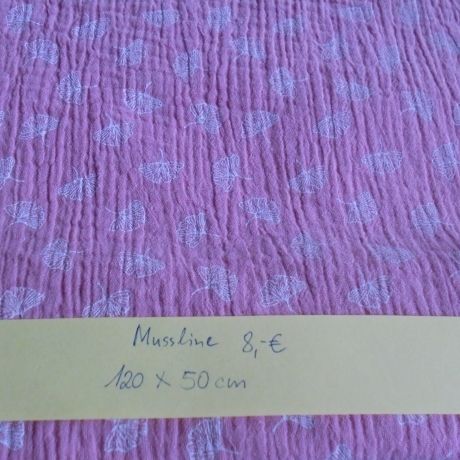 Mussline 8,-€
120 x 50 cm